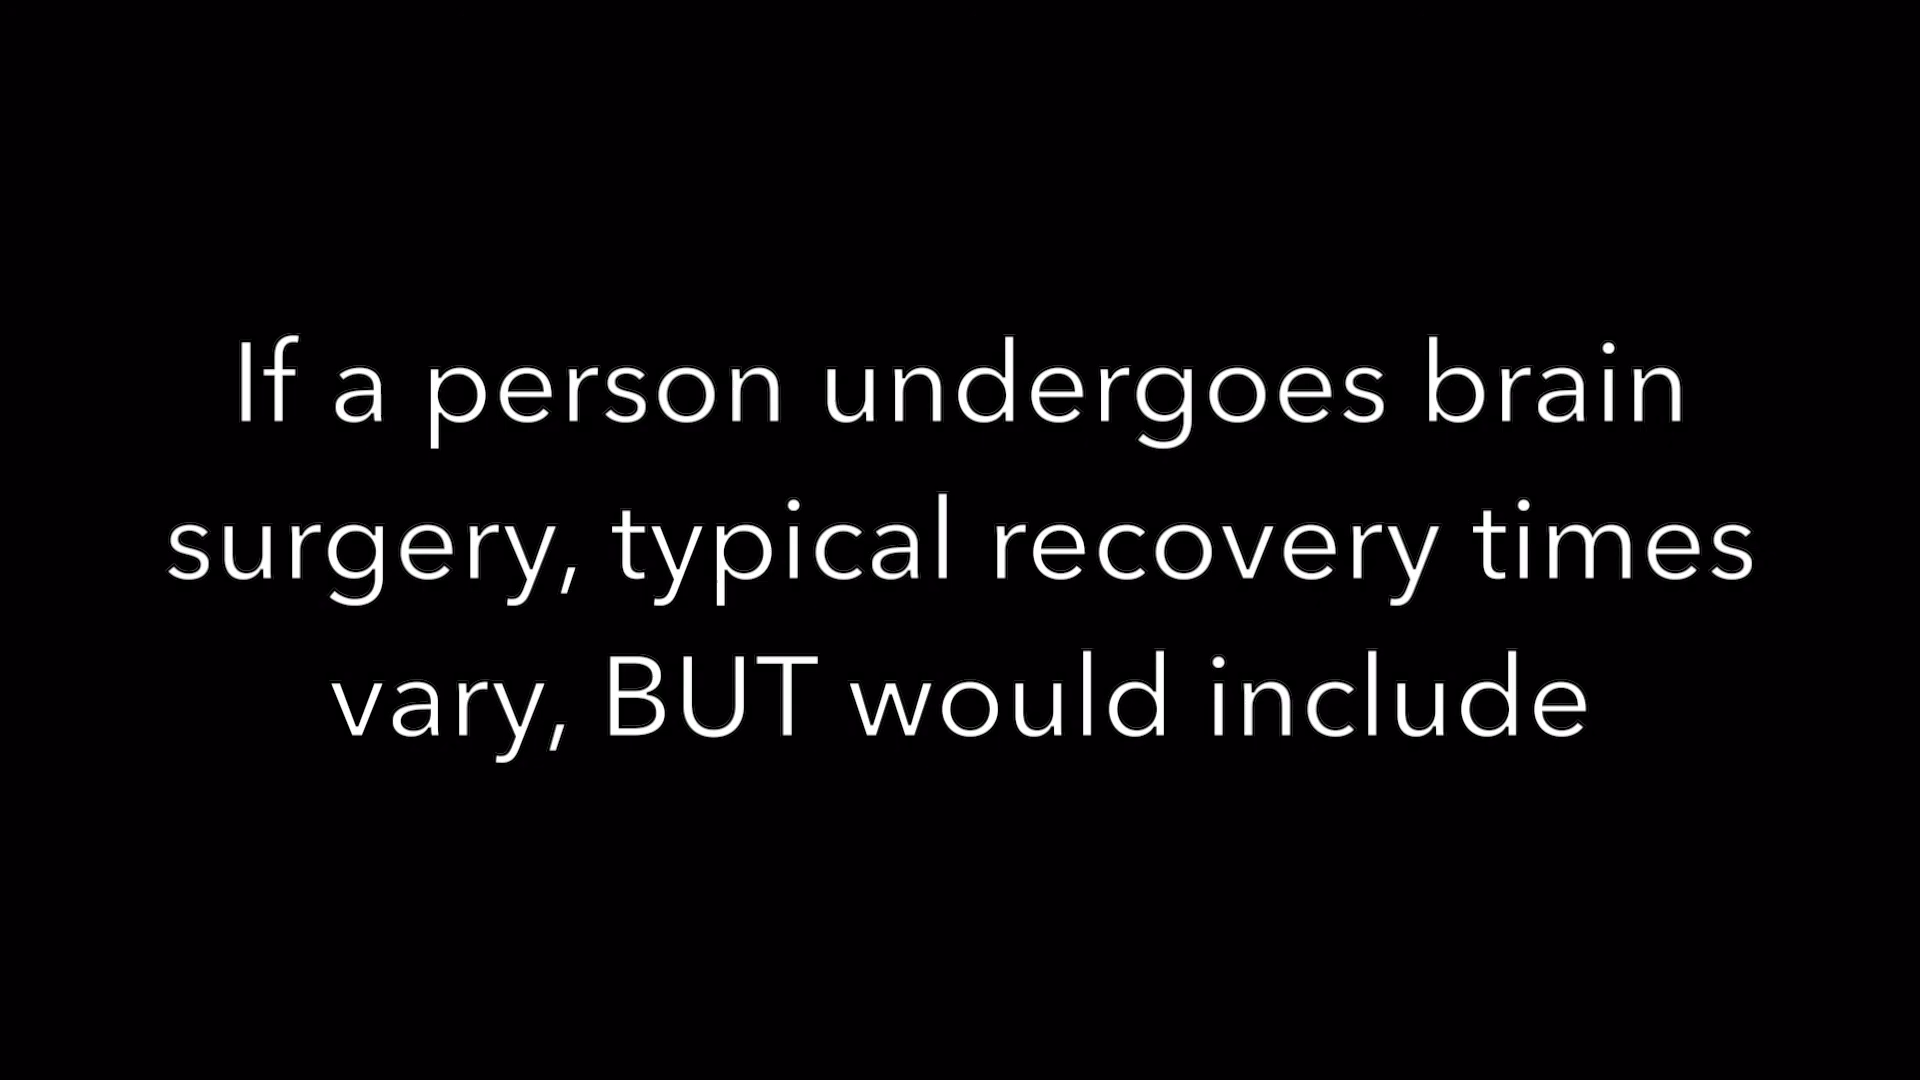 If a person undergoes brain
surgery, typical recovery times
vary, BUT would include